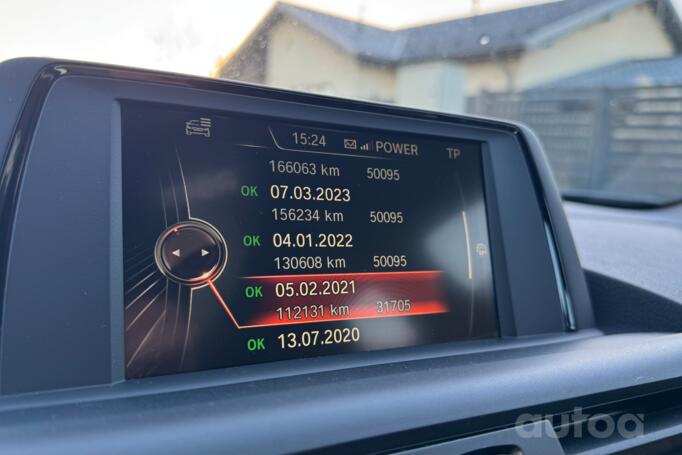 15:24 POWER TP
166063 km 50095
OK 07.03.2023
156234 km 50095
OK 04.01.2022
130608 km 50095
OK 05.02.2021
112131 km 31705
OK 13.07.2020
autoa